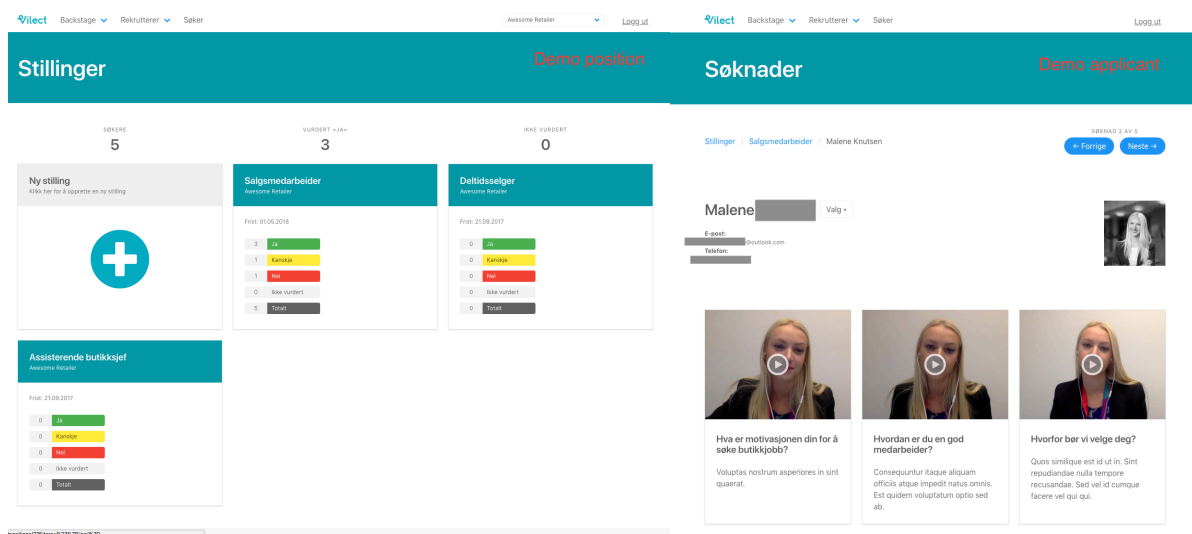 Vilect Backstage Rekrutterer Søker Awesome Retailer Logg ut
Stillinger
Demo position
SØKERE
5
VURDERT «JA»
3
IKKE VURDERT
0
Ny stilling
Klikk her for å opprette en ny stilling
Salgsmedarbeider
Awesome Retailer
Frist: 01.05.2018
3 Ja
1 Kanskje
1 Nei
0 Ikke vurdert
5 Totalt
Deltidsselger
Awesome Retailer
Frist: 21.09.2017
0 Ja
0 Kanskje
0 Nei
0 Ikke vurdert
0 Totalt
Assisterende butikksjef
Awesome Retailer
Frist: 21.09.2017
0 Ja
0 Kanskje
0 Nei
0 Ikke vurdert
0 Totalt
Vilect Backstage Rekrutterer Søker Logg ut
Søknader
Demo applicant
Stillinger / Salgsmedarbeider / Malene Knutsen
SØKNAD 2 AV 5
← Forrige Neste →
Malene Valg
E-post:
@outlook.com
Telefon:
Hva er motivasjonen din for å
søke butikkjobb?
Voluptas nostrum asperiores in sint
quaerat.
Hvordan er du en god
medarbeider?
Consequuntur itaque aliquam
officiis atque impedit natus omnis.
Est quidem voluptatum optio sed
ab.
Hvorfor bør vi velge deg?
Quos similique est id ut in. Sint
repudiandae nulla tempore
recusandae. Sed vel id cumque
facere vel qui qui.